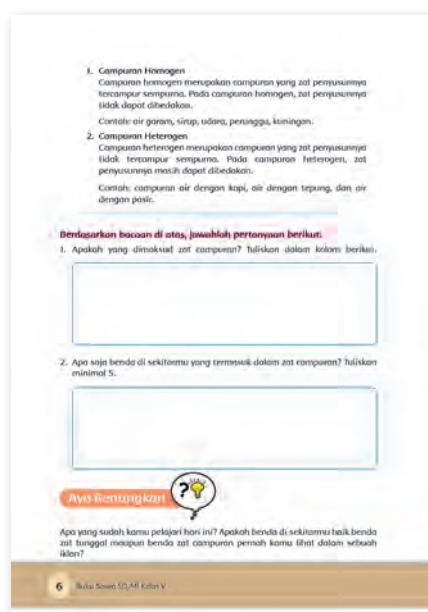 1. Campuran Homogen
Campuran homogen merupakan campuran yang zat penyusunnya
tercampur sempurna. Pada campuran homogen, zat penyusunnya
tidak dapat dibedakan.
Contoh: air garam, sirup, udara, perunggu, kuningan.
2. Campuran Heterogen
Campuran heterogen merupakan campuran yang zat penyusunnya
tidak tercampur sempurna. Pada campuran heterogen, zat
penyusunnya masih dapat dibedakan.
Contoh: campuran air dengan kopi, air dengan tepung, dan air
dengan pasir.
Berdasarkan bacaan di atas, jawablah pertanyaan berikut.
1. Apakah yang dimaksud zat campuran? Tuliskan dalam kolom berikut.
2. Apa saja benda di sekitarmu yang termasuk dalam zat campuran? Tuliskan
minimal 5.
Ayo Renungkan
Apa yang sudah kamu pelajari hari ini? Apakah benda di sekitarmu baik benda
zat tunggal maupun benda zat campuran pernah kamu lihat dalam sebuah
iklan?
6 Buku Siswa SD/MI Kelas V